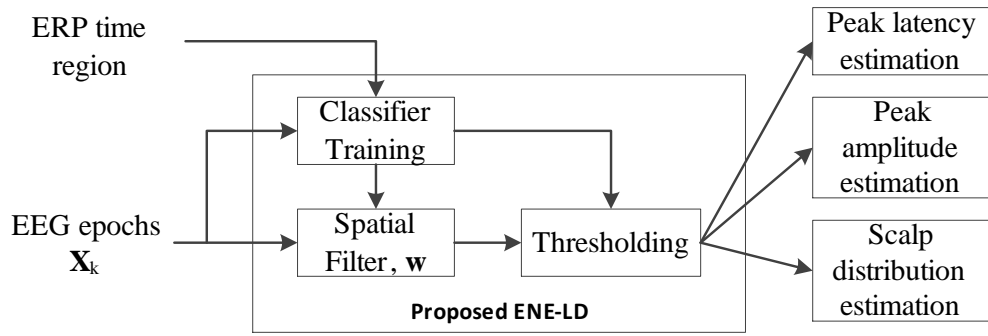 ERP time
region
Classifier
Training
EEG epochs
Xk
Spatial
Filter, w
Thresholding
Proposed ENE-LD
Peak latency
estimation
Peak
amplitude
estimation
Scalp
distribution
estimation